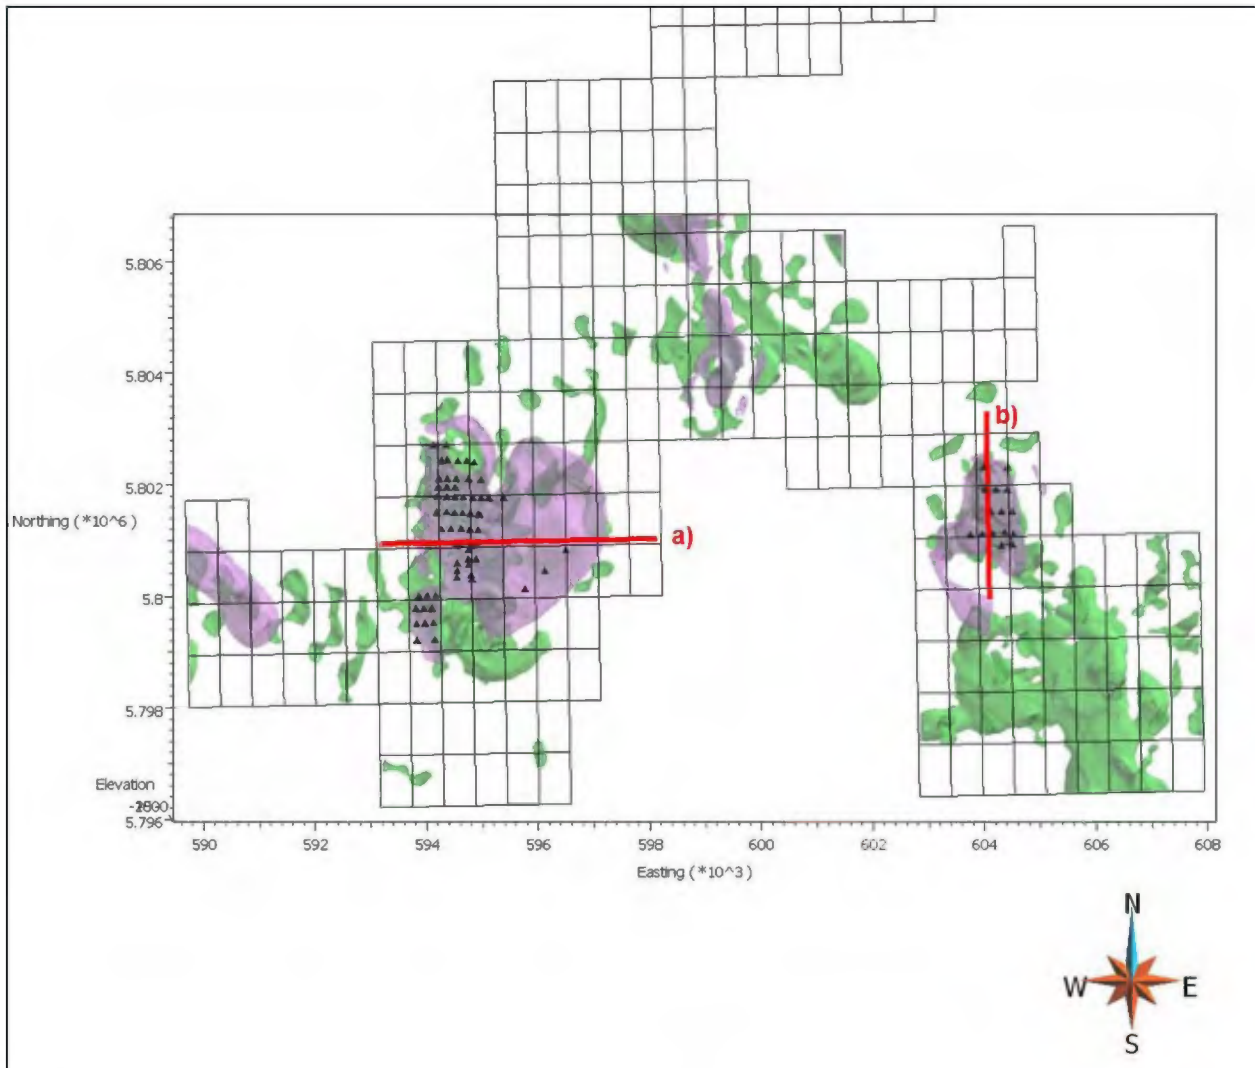 b)
5.806
5.804
5.802
Northing (*10^6)
a)
5.8
5.798
Elevation
5.796
590 592 594 596 598 600 602 604 606 608
Easting (*10^3)
N
W E
S